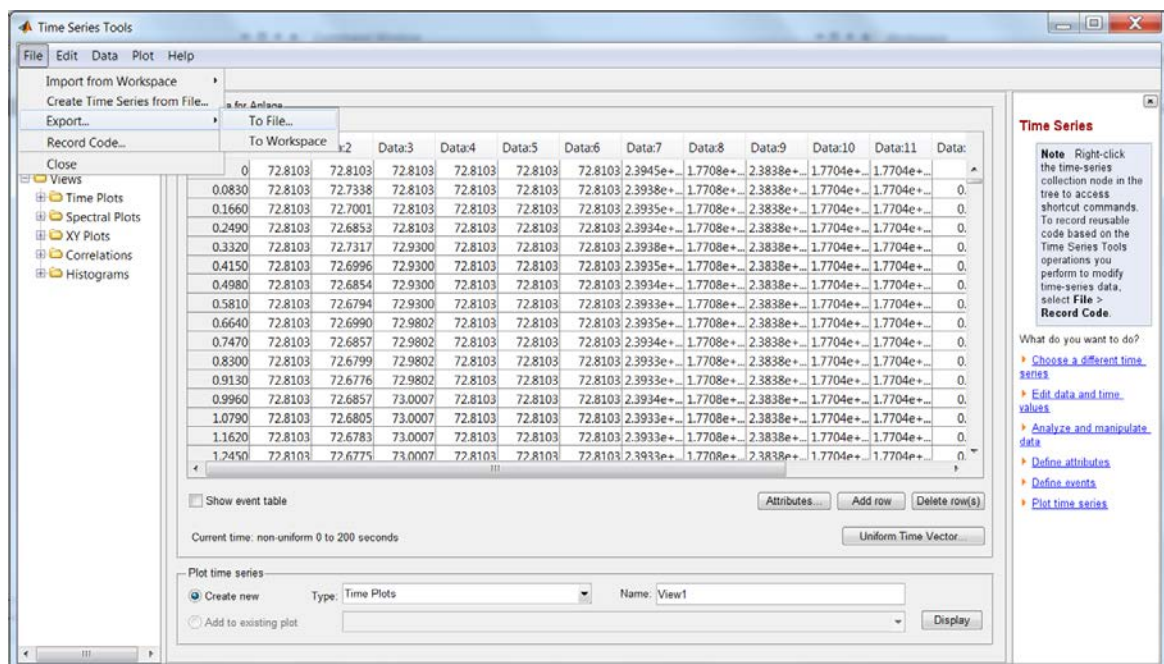 Time Series Tools
File Edit Data Plot Help
Import from Workspace
Create Time Series from File...
Export...
Record Code...
Close
To File...
To Workspace
Views
Time Plots
Spectral Plots
XY Plots
Correlations
Histograms
Data:3 Data:4 Data:5 Data:6 Data:7 Data:8 Data:9 Data:10 Data:11 Data:
0 72.8103 72.8103 72.8103 72.8103 72.8103 72.8103 2.3945e+... 1.7708e+... 2.3838e+... 1.7704e+... 1.7704e+...
0.0830 72.8103 72.7338 72.8103 72.8103 72.8103 72.8103 2.3938e+... 1.7708e+... 2.3838e+... 1.7704e+... 1.7704e+... 0.
0.1660 72.8103 72.7001 72.8103 72.8103 72.8103 72.8103 2.3935e+... 1.7708e+... 2.3838e+... 1.7704e+... 1.7704e+... 0.
0.2490 72.8103 72.6853 72.8103 72.8103 72.8103 72.8103 2.3934e+... 1.7708e+... 2.3838e+... 1.7704e+... 1.7704e+... 0.
0.3320 72.8103 72.7317 72.9300 72.8103 72.8103 72.8103 2.3938e+... 1.7708e+... 2.3838e+... 1.7704e+... 1.7704e+... 0.
0.4150 72.8103 72.6996 72.9300 72.8103 72.8103 72.8103 2.3935e+... 1.7708e+... 2.3838e+... 1.7704e+... 1.7704e+... 0.
0.4980 72.8103 72.6854 72.9300 72.8103 72.8103 72.8103 2.3934e+... 1.7708e+... 2.3838e+... 1.7704e+... 1.7704e+... 0.
0.5810 72.8103 72.6794 72.9300 72.8103 72.8103 72.8103 2.3933e+... 1.7708e+... 2.3838e+... 1.7704e+... 1.7704e+... 0.
0.6640 72.8103 72.6990 72.9802 72.8103 72.8103 72.8103 2.3935e+... 1.7708e+... 2.3838e+... 1.7704e+... 1.7704e+... 0.
0.7470 72.8103 72.6857 72.9802 72.8103 72.8103 72.8103 2.3934e+... 1.7708e+... 2.3838e+... 1.7704e+... 1.7704e+... 0.
0.8300 72.8103 72.6799 72.9802 72.8103 72.8103 72.8103 2.3933e+... 1.7708e+... 2.3838e+... 1.7704e+... 1.7704e+... 0.
0.9130 72.8103 72.6776 72.9802 72.8103 72.8103 72.8103 2.3933e+... 1.7708e+... 2.3838e+... 1.7704e+... 1.7704e+... 0.
0.9960 72.8103 72.6857 73.0007 72.8103 72.8103 72.8103 2.3934e+... 1.7708e+... 2.3838e+... 1.7704e+... 1.7704e+... 0.
1.0790 72.8103 72.6805 73.0007 72.8103 72.8103 72.8103 2.3933e+... 1.7708e+... 2.3838e+... 1.7704e+... 1.7704e+... 0.
1.1620 72.8103 72.6783 73.0007 72.8103 72.8103 72.8103 2.3933e+... 1.7708e+... 2.3838e+... 1.7704e+... 1.7704e+... 0.
1.2450 72.8103 72.6775 73.0007 72.8103 72.8103 72.8103 2.3933e+... 1.7708e+... 2.3838e+... 1.7704e+... 1.7704e+... 0.
Show event table
Attributes... Add row Delete row(s)
Current time: non-uniform 0 to 200 seconds
Uniform Time Vector...
Plot time series
Create new Type: Time Plots Name: View1
Add to existing plot Display
Time Series
Note Right-click
the time-series
collection node in the
tree to access
shortcut commands.
To record reusable
code based on the
Time Series Tools
operations you
perform to modify
time-series data,
select File >
Record Code.
What do you want to do?
Choose a different time
series
Edit data and time
values
Analyze and manipulate
data
Define attributes
Define events
Plot time series